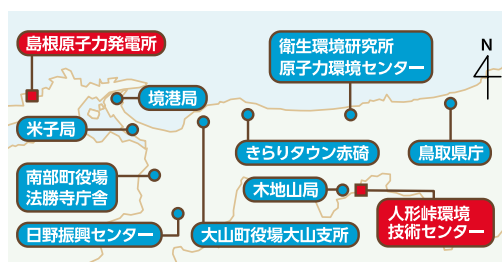 島根原子力発電所
衛生環境研究所
原子力環境センター
N
境港局
米子局
きらりタウン赤碕
鳥取県庁
南部町役場
法勝寺庁舎
木地山局
人形峠環境
技術センター
日野振興センター
大山町役場大山支所